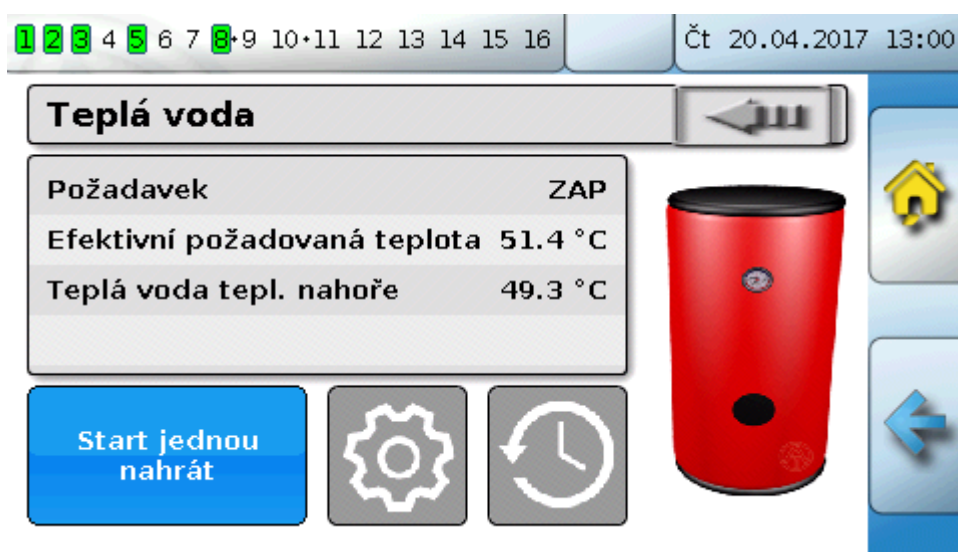 1 2 3 4 5 6 7 8•9 10•11 12 13 14 15 16 Čt 20.04.2017 13:00
Teplá voda
Požadavek ZAP
Efektivní požadovaná teplota 51.4 °C
Teplá voda tepl. nahoře 49.3 °C
Start jednou
nahrát